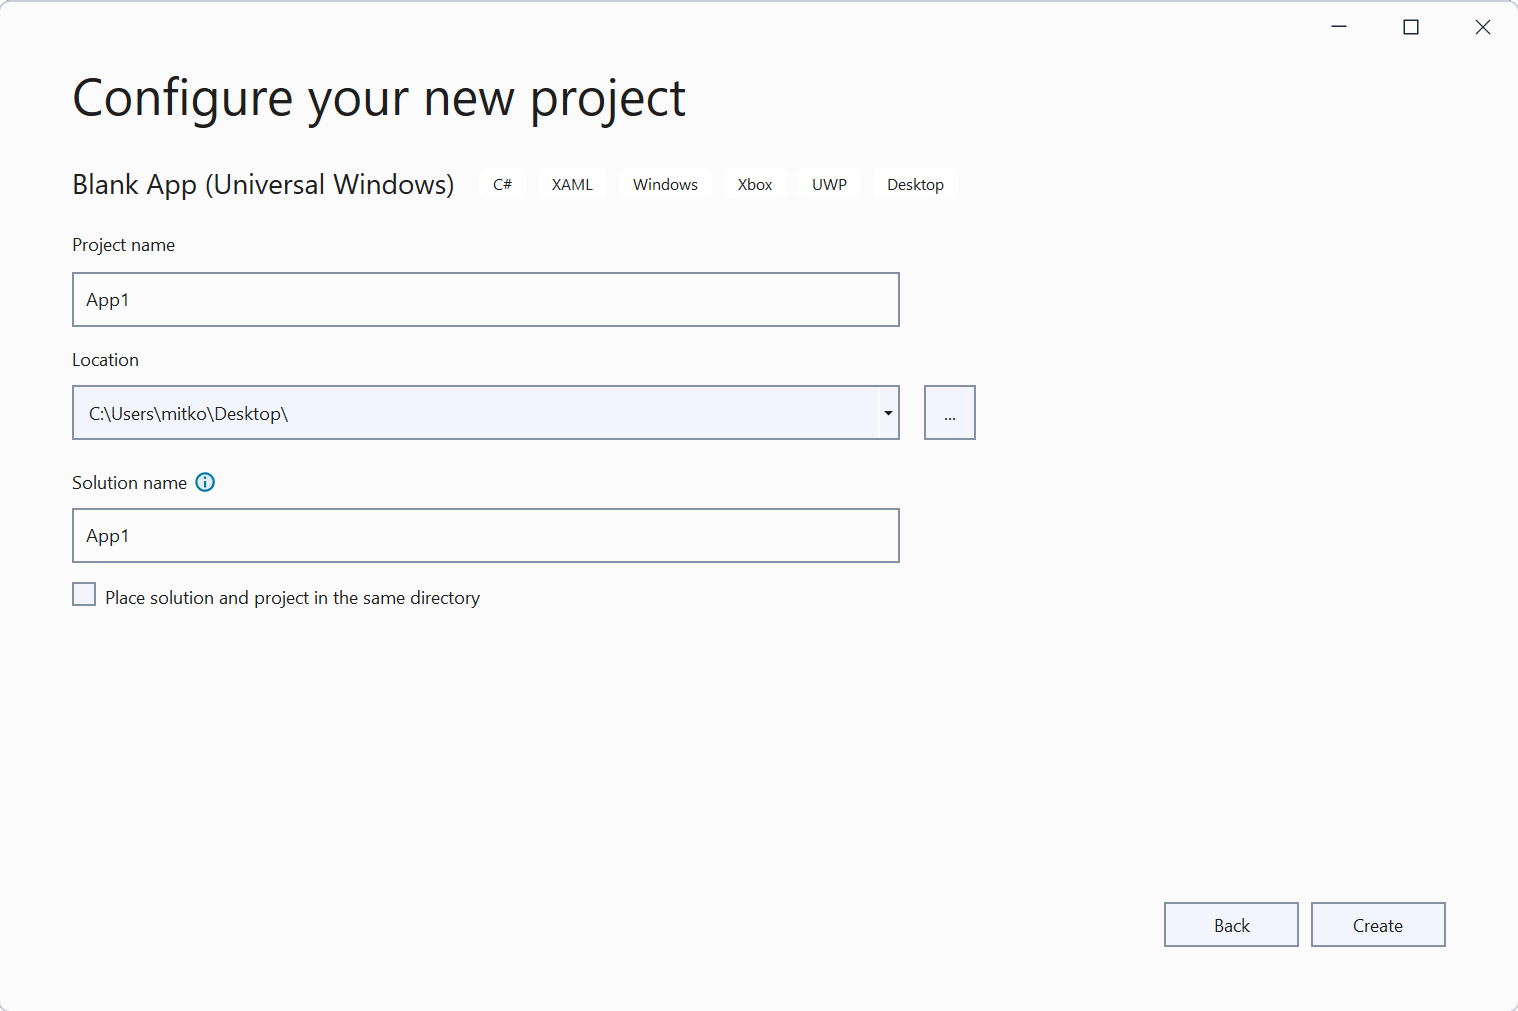 Configure your new project
Blank App (Universal Windows) C# XAML Windows Xbox UWP Desktop
Project name
App1
Location
C:\Users\mitko\Desktop\
...
Solution name
App1
Place solution and project in the same directory
Back Create